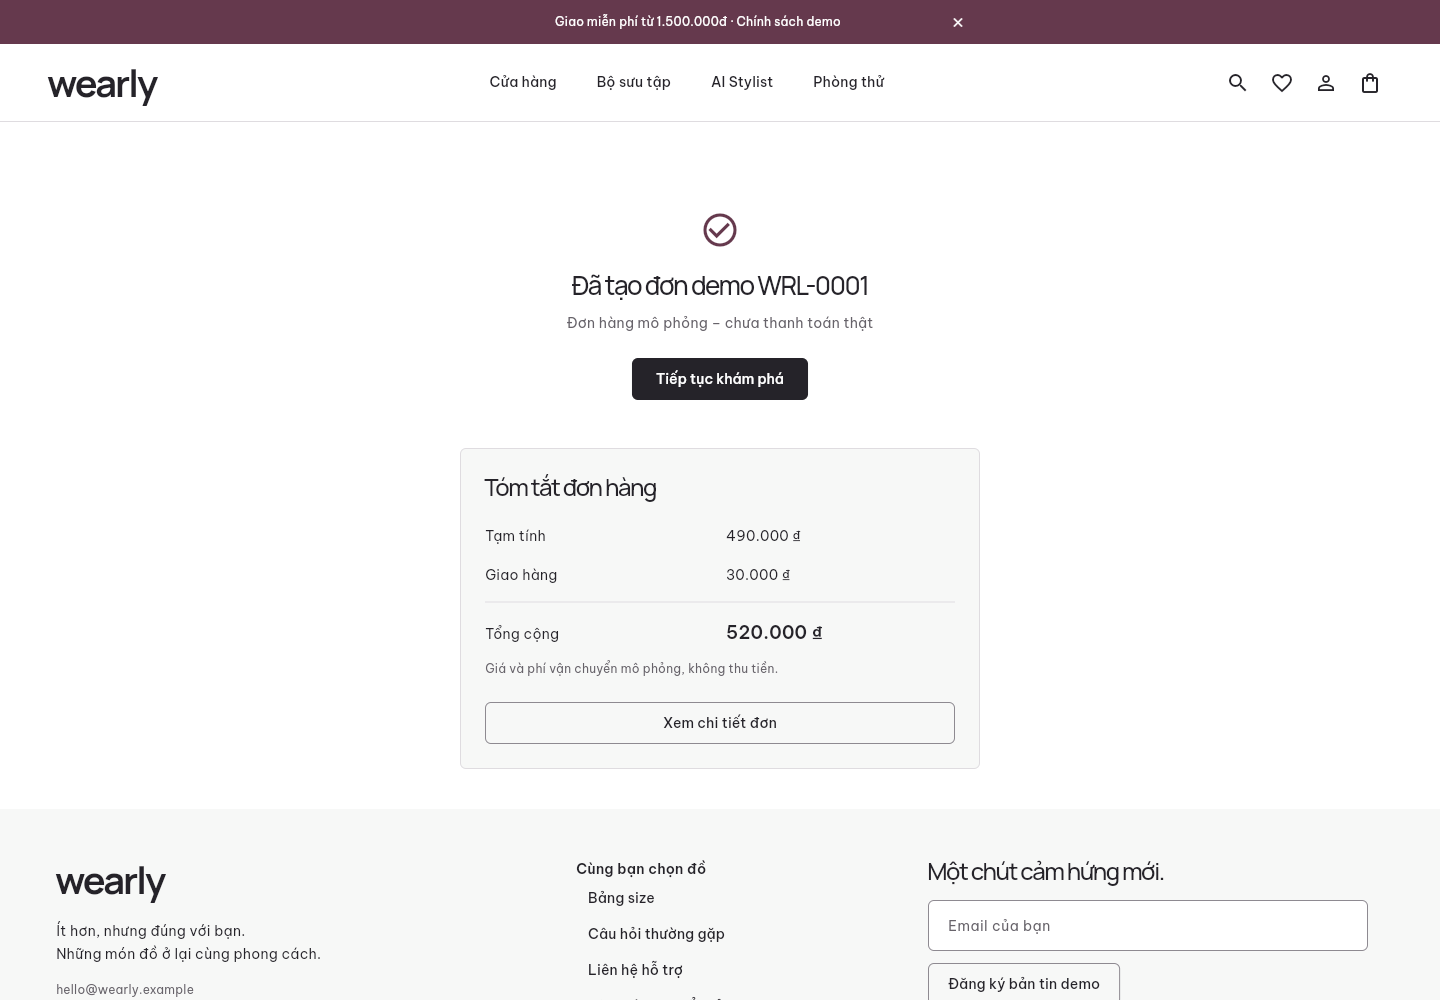 Giao miễn phí từ 1.500.000đ · Chính sách demo
wearly
Cửa hàng
Bộ sưu tập
AI Stylist
Phòng thử
Đã tạo đơn demo WRL-0001
Đơn hàng mô phỏng – chưa thanh toán thật
Tiếp tục khám phá
Tóm tắt đơn hàng
Tạm tính 490.000 ₫
Giao hàng 30.000 ₫
Tổng cộng 520.000 ₫
Giá và phí vận chuyển mô phỏng, không thu tiền.
Xem chi tiết đơn
wearly
Ít hơn, nhưng đúng với bạn.
Những món đồ ở lại cùng phong cách.
hello@wearly.example
Cùng bạn chọn đồ
Bảng size
Câu hỏi thường gặp
Liên hệ hỗ trợ
Một chút cảm hứng mới.
Email của bạn
Đăng ký bản tin demo